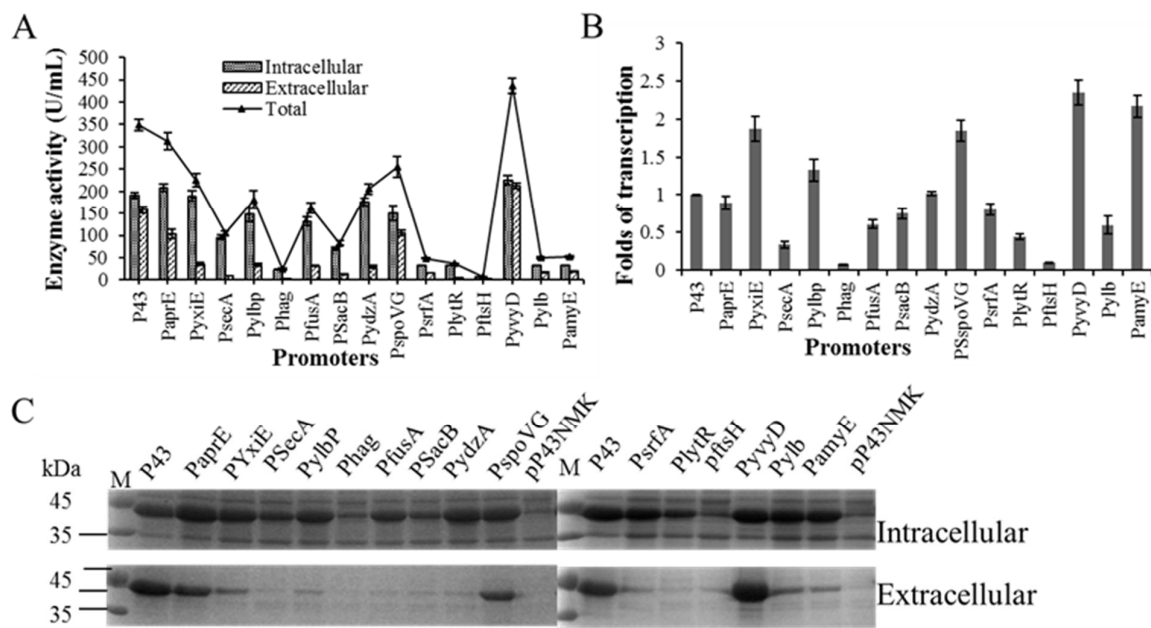 A
Enzyme activity (U/mL)
500
450
400
350
300
250
200
150
100
50
0
Intracellular
Extracellular
Total
P43
PaprE
PyxiE
PsecA
Pylbp
Phag
PfusA
PSacB
PydzA
PspoVG
PsrfA
PlytR
PftsH
PyvyD
Pylb
PamyE
Promoters
B
Folds of transcription
3
2.5
2
1.5
1
0.5
0
P43
PaprE
PyxiE
PsecA
Pylbp
Phag
PfusA
PsacB
PydzA
PSspoVG
PsrfA
PlytR
PftsH
PyvyD
Pylb
PamyE
Promoters
C
kDa
M
P43
PaprE
PYxiE
PSecA
PylbP
Phag
PfusA
PSacB
PydzA
PspoVG
pP43NMK
M
P43
PsrfA
PlytR
pftsH
PyvyD
Pylb
PamyE
pP43NMK
45
35
Intracellular
45
35
Extracellular